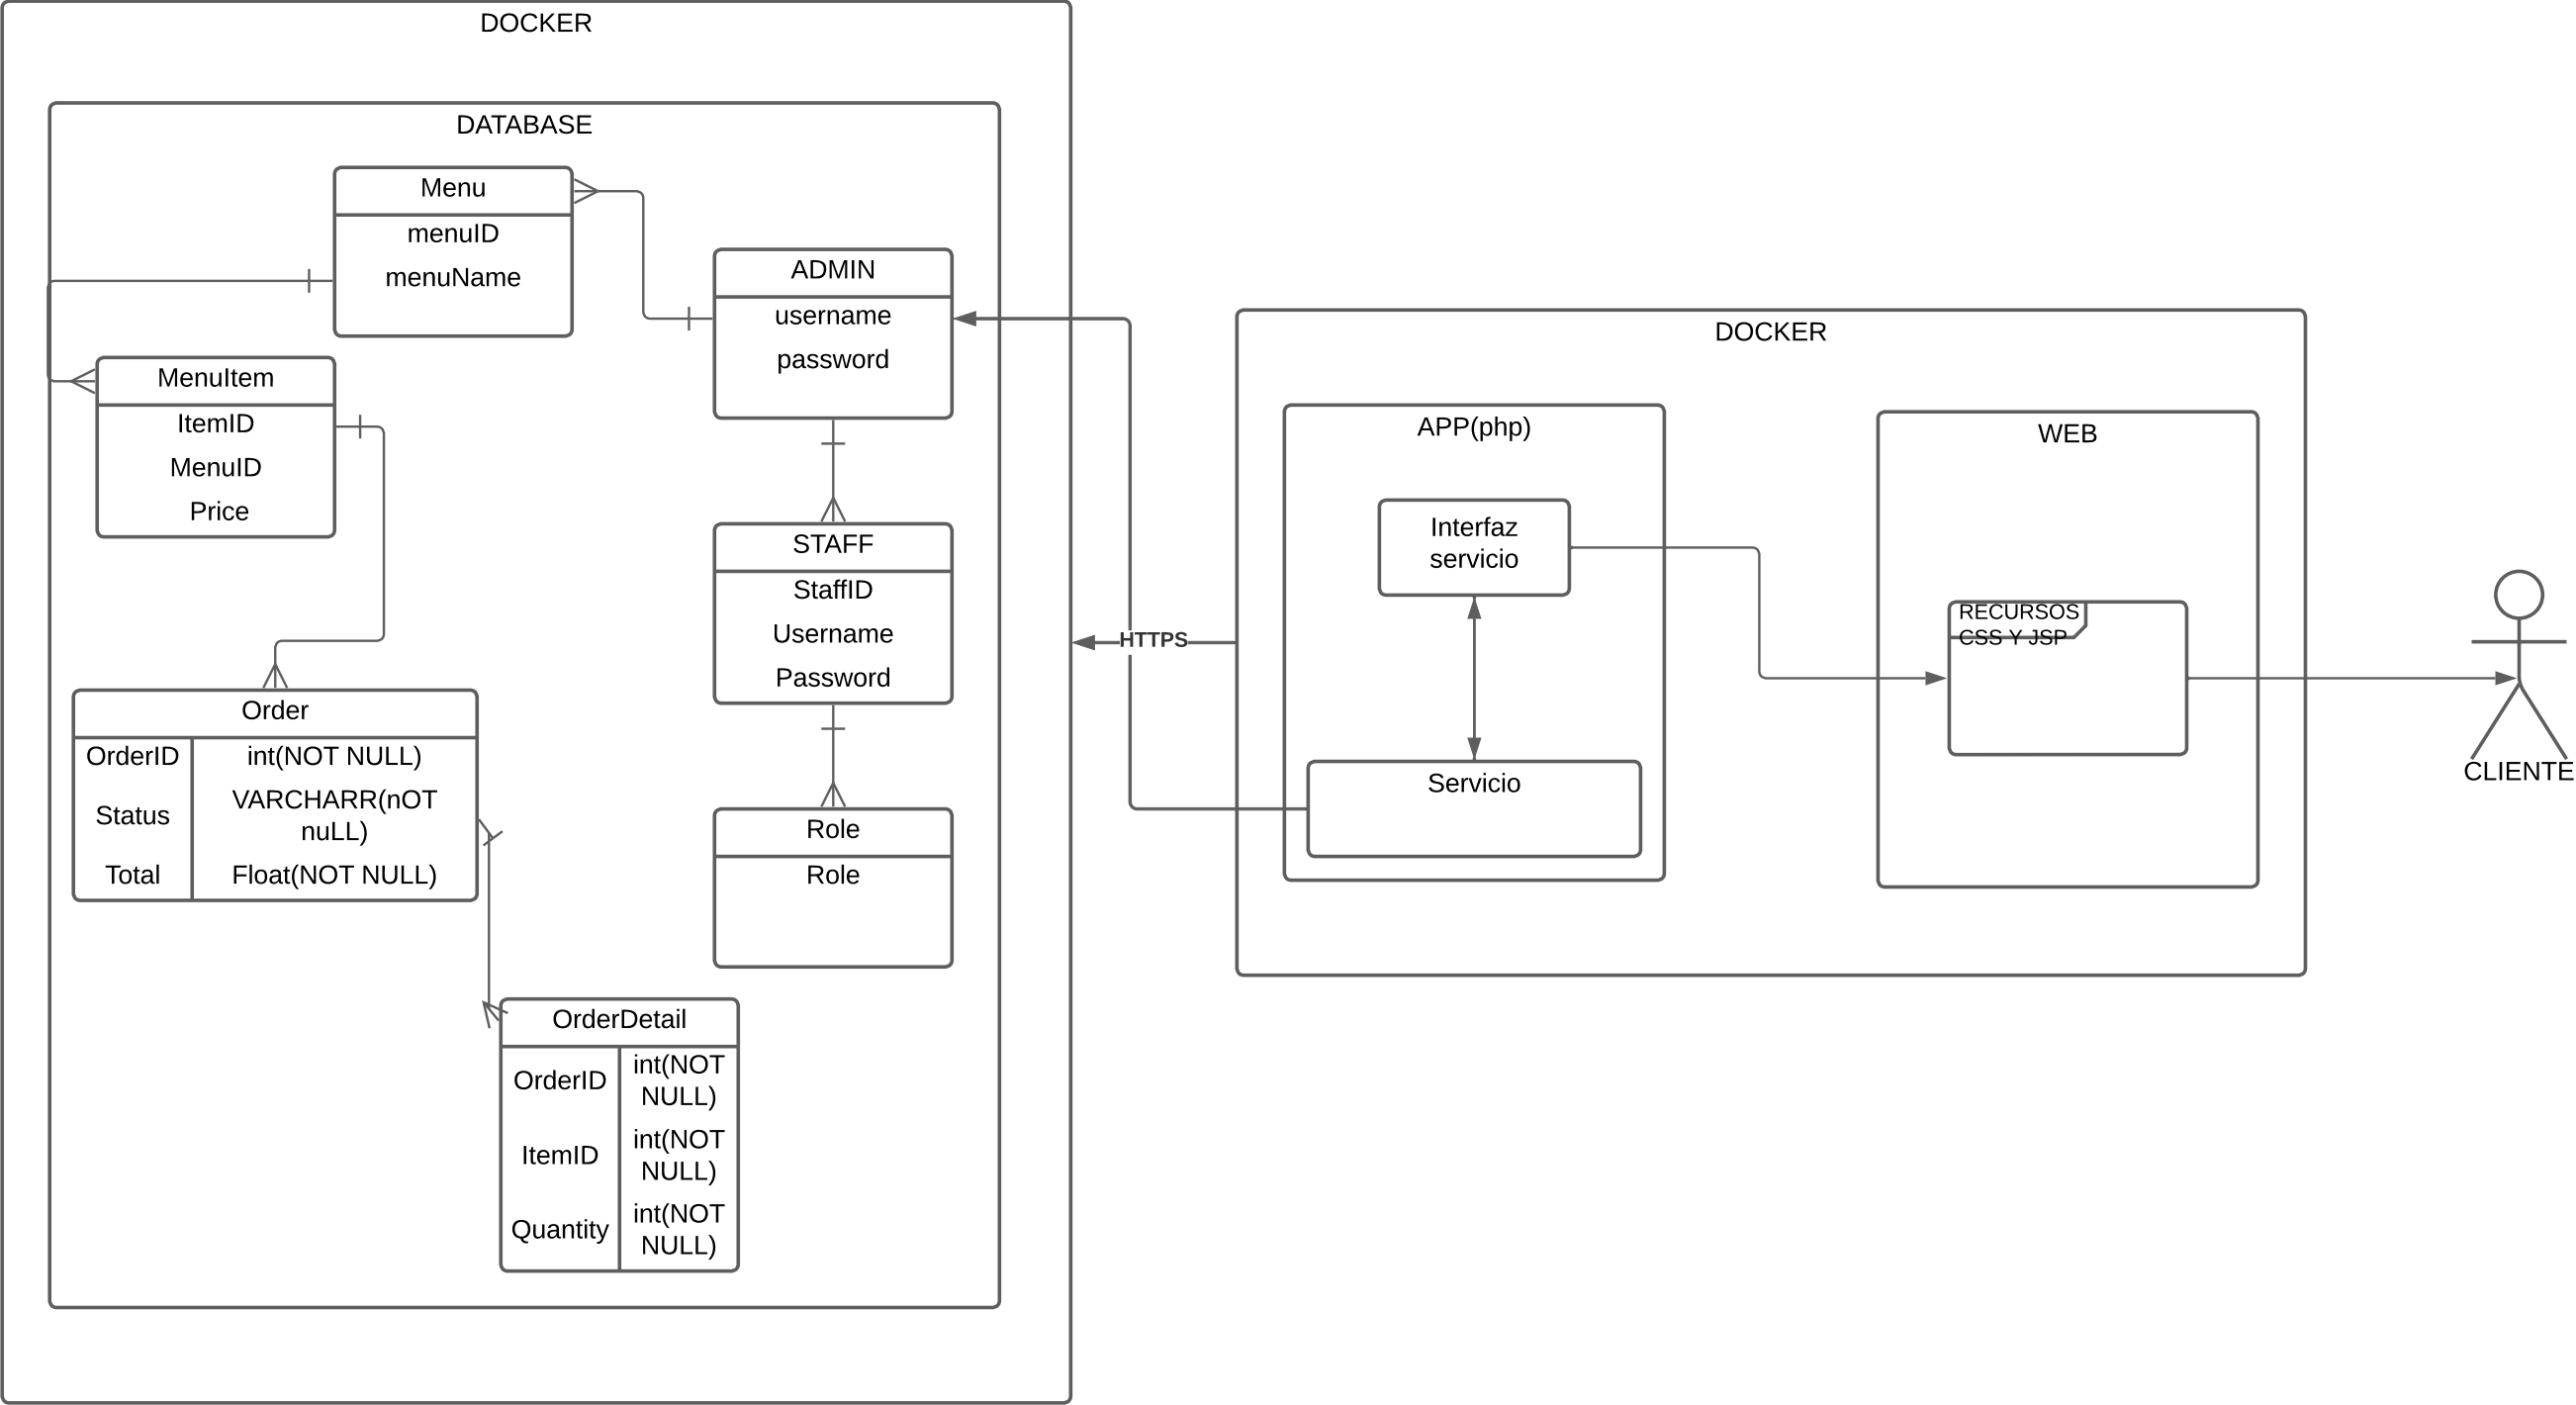 DOCKER
DATABASE
Menu
menuID
menuName
ADMIN
username
password
MenuItem
ItemID
MenuID
Price
STAFF
StaffID
Username
Password
Order
OrderID
int(NOT NULL)
Status
VARCHARR(nOT
nuLL)
Total
Float(NOT NULL)
Role
Role
OrderDetail
OrderID
int(NOT
NULL)
ItemID
int(NOT
NULL)
Quantity
int(NOT
NULL)
HTTPS
DOCKER
APP(php)
Interfaz
servicio
Servicio
WEB
RECURSOS
CSS Y JSP
CLIENTE